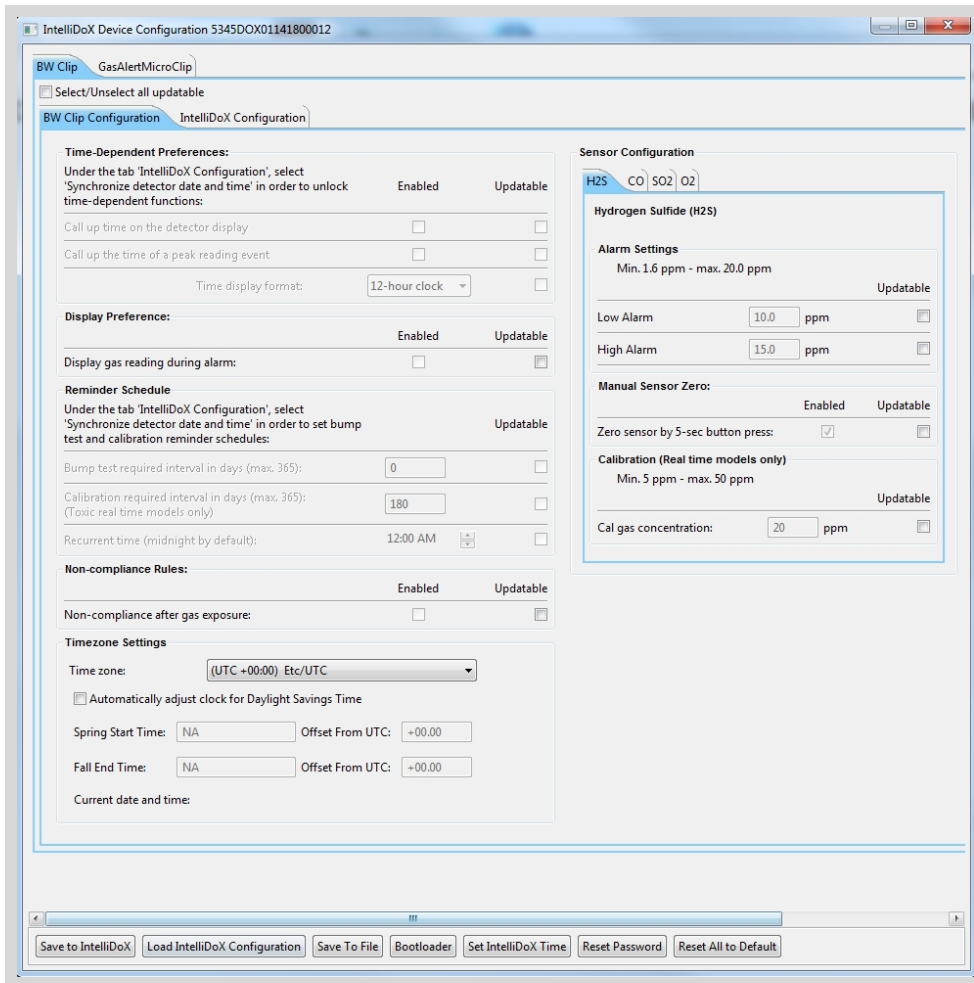 IntelliDoX Device Configuration 5345DOX01141800012
BW Clip GasAlertMicroClip
Select/Unselect all updatable
BW Clip Configuration IntelliDoX Configuration
Time-Dependent Preferences:
Under the tab 'IntelliDoX Configuration', select
'Synchronize detector date and time' in order to unlock
time-dependent functions:
Enabled Updatable
Call up time on the detector display
Call up the time of a peak reading event
Time display format: 12-hour clock
Display Preference:
Enabled Updatable
Display gas reading during alarm:
Reminder Schedule
Under the tab 'IntelliDoX Configuration', select
'Synchronize detector date and time' in order to set bump
test and calibration reminder schedules:
Updatable
Bump test required interval in days (max. 365): 0
Calibration required interval in days (max. 365):
(Toxic real time models only)
180
Recurrent time (midnight by default): 12:00 AM
Non-compliance Rules:
Enabled Updatable
Non-compliance after gas exposure:
Timezone Settings
Time zone: (UTC +00:00) Etc/UTC
Automatically adjust clock for Daylight Savings Time
Spring Start Time: NA Offset From UTC: +00.00
Fall End Time: NA Offset From UTC: +00.00
Current date and time:
Sensor Configuration
H2S CO SO2 O2
Hydrogen Sulfide (H2S)
Alarm Settings
Min. 1.6 ppm - max. 20.0 ppm
Updatable
Low Alarm 10.0 ppm
High Alarm 15.0 ppm
Manual Sensor Zero:
Enabled Updatable
Zero sensor by 5-sec button press:
Calibration (Real time models only)
Min. 5 ppm - max. 50 ppm
Updatable
Cal gas concentration: 20 ppm
Save to IntelliDoX Load IntelliDoX Configuration Save To File Bootloader Set IntelliDoX Time Reset Password Reset All to Default